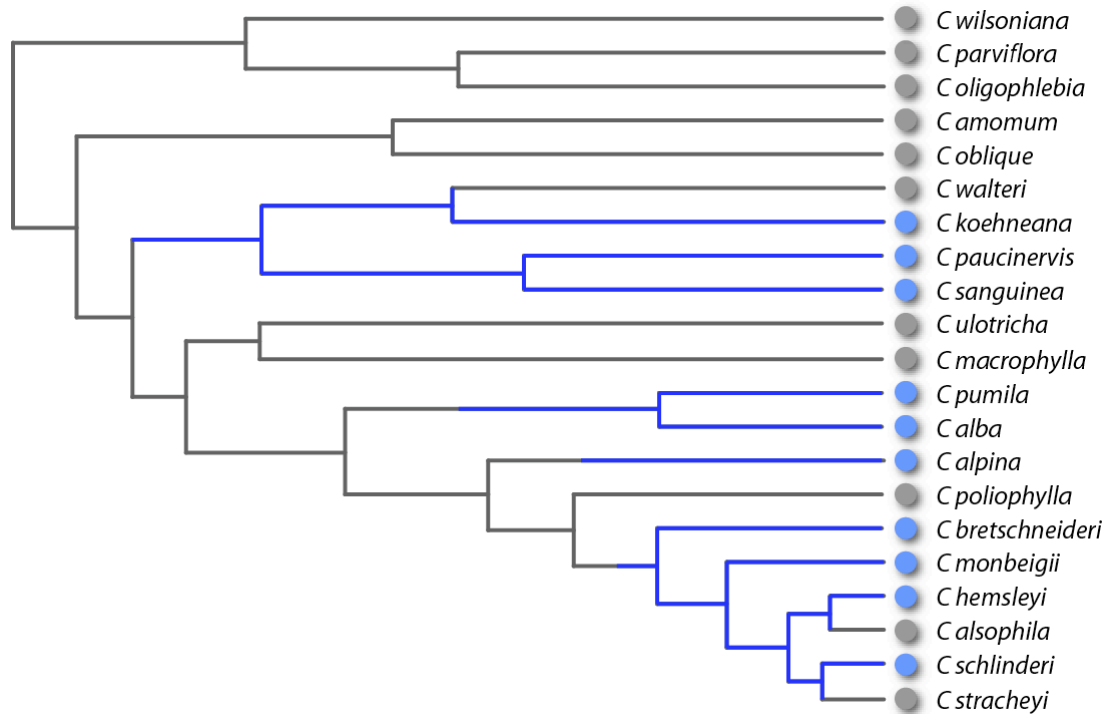 C wilsoniana
C parviflora
C oligophlebia
C amomum
C oblique
C walteri
C koehneana
C paucinervis
C sanguinea
C ulotricha
C macrophylla
C pumila
C alba
C alpina
C poliophylla
C bretschneideri
C monbeigii
C hemsleyi
C alsophila
C schlinderi
C stracheyi